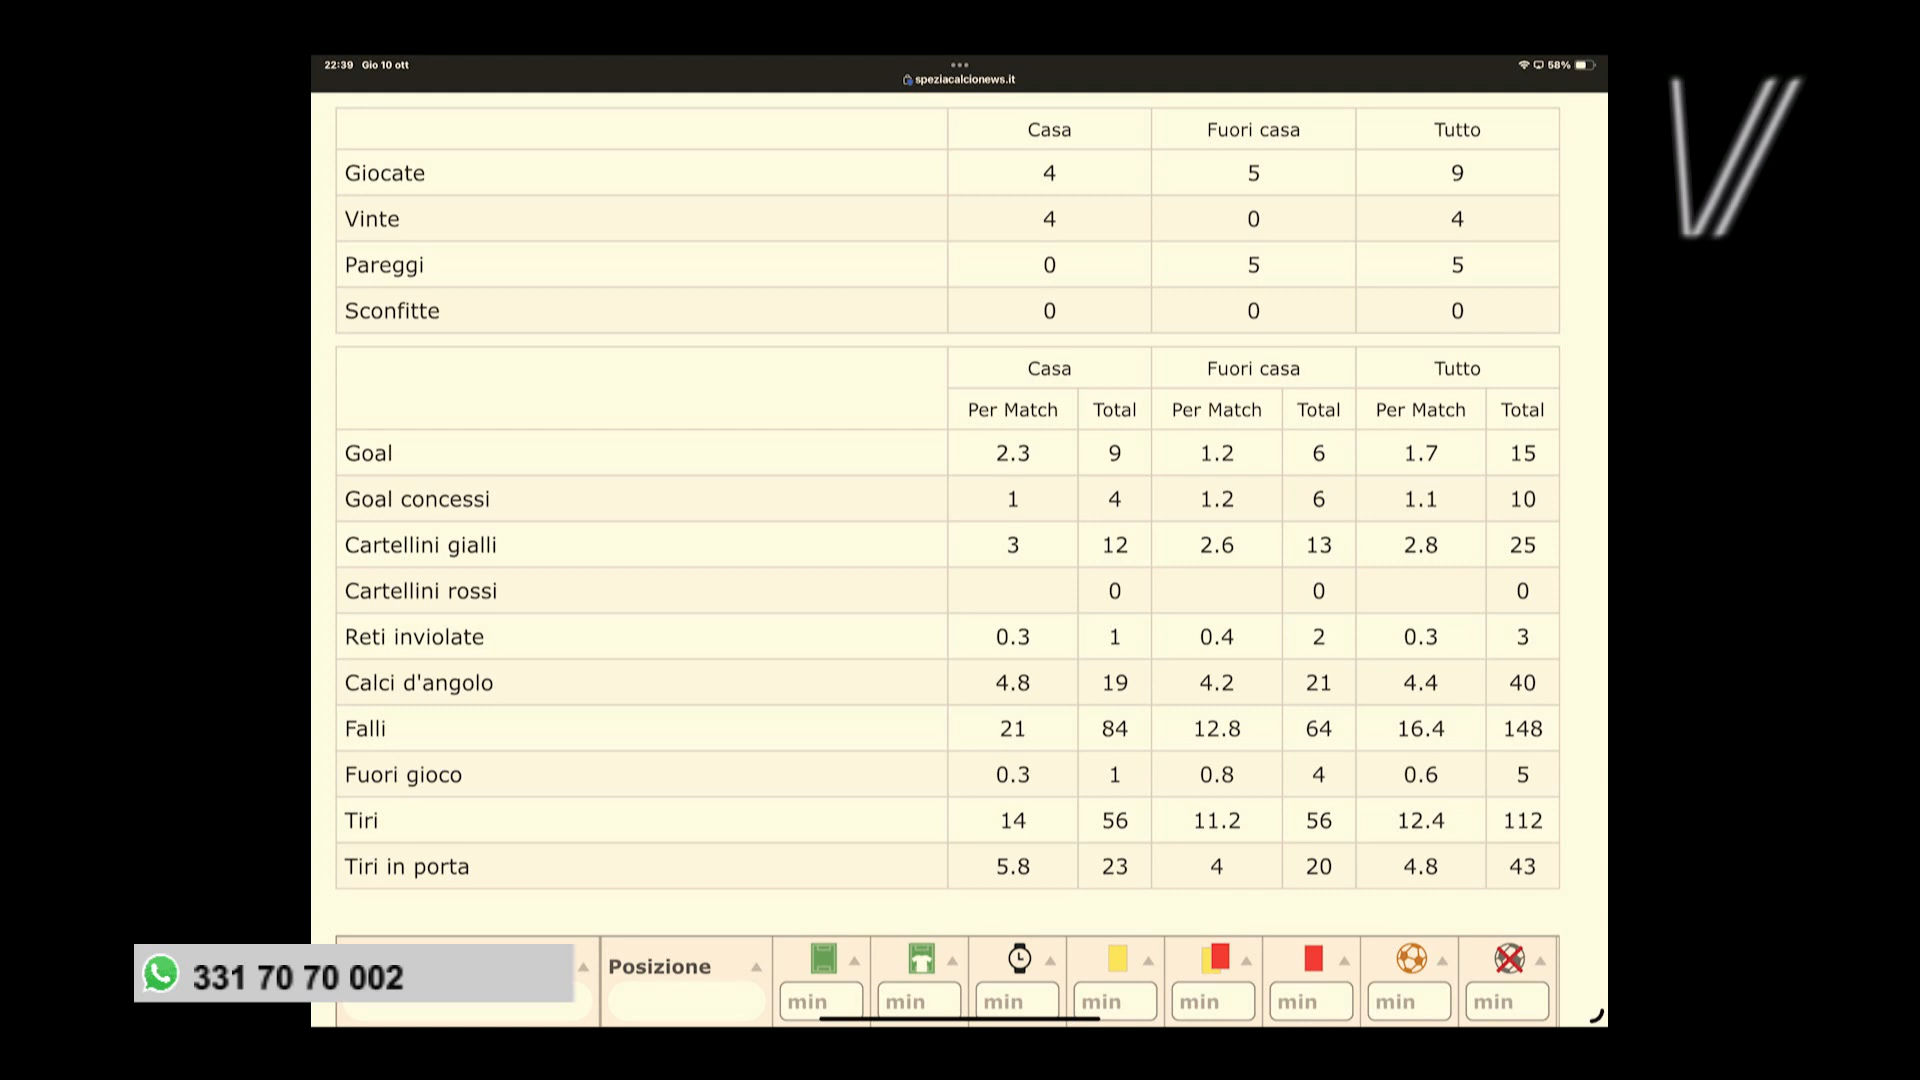 22:39 Gio 10 ott
58%
speziacalcionews.it
Casa Fuori casa Tutto
Giocate 4 5 9
Vinte 4 0 4
Pareggi 0 5 5
Sconfitte 0 0 0
Casa Fuori casa Tutto
Per Match Total Per Match Total Per Match Total
Goal 2.3 9 1.2 6 1.7 15
Goal concessi 1 4 1.2 6 1.1 10
Cartellini gialli 3 12 2.6 13 2.8 25
Cartellini rossi 0 0 0
Reti inviolate 0.3 1 0.4 2 0.3 3
Calci d'angolo 4.8 19 4.2 21 4.4 40
Falli 21 84 12.8 64 16.4 148
Fuori gioco 0.3 1 0.8 4 0.6 5
Tiri 14 56 11.2 56 12.4 112
Tiri in porta 5.8 23 4 20 4.8 43
Posizione
min min min min min min min min
331 70 70 002